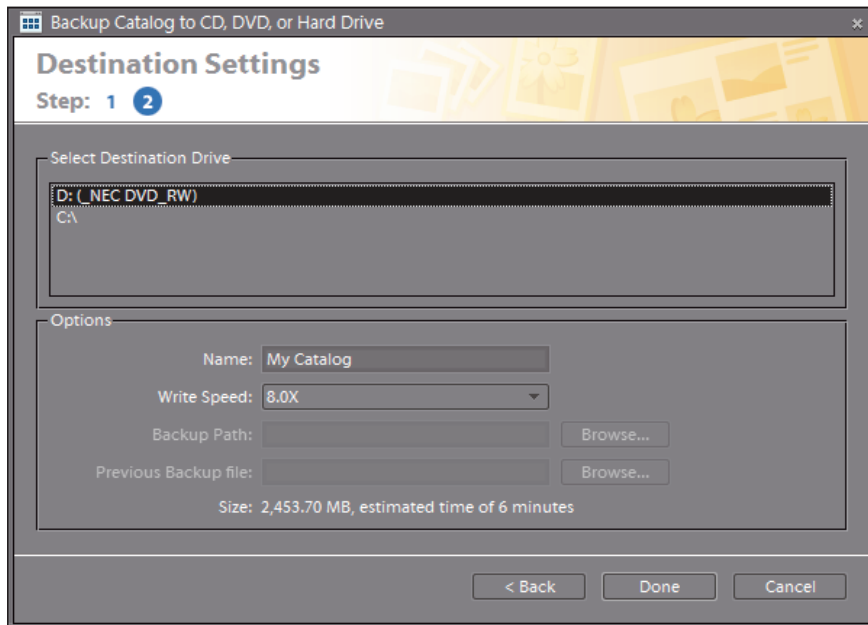 Backup Catalog to CD, DVD, or Hard Drive
Destination Settings
Step: 1 2
Select Destination Drive
D: (_NEC DVD_RW)
C:\
Options
Name: My Catalog
Write Speed: 8.0X
Backup Path: Browse...
Previous Backup file: Browse...
Size: 2,453.70 MB, estimated time of 6 minutes
< Back Done Cancel